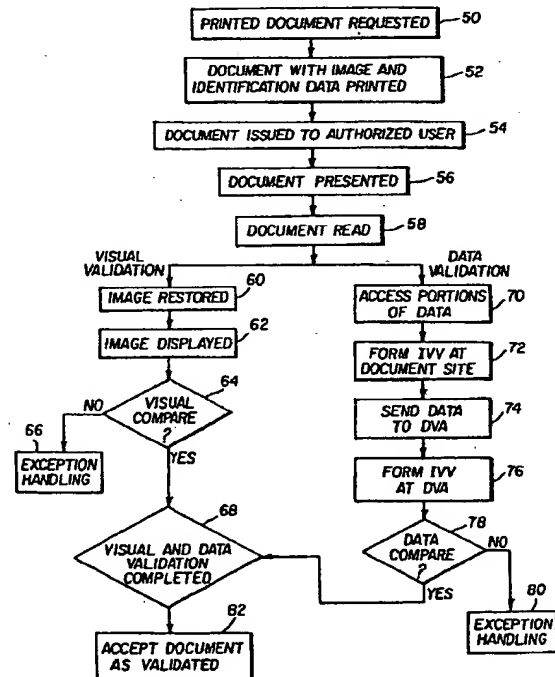 PRINTED DOCUMENT REQUESTED
50
DOCUMENT WITH IMAGE AND
IDENTIFICATION DATA PRINTED
52
DOCUMENT ISSUED TO AUTHORIZED USER
54
DOCUMENT PRESENTED
56
DOCUMENT READ
58
VISUAL
VALIDATION
DATA
VALIDATION
IMAGE RESTORED
60
IMAGE DISPLAYED
62
VISUAL
COMPARE
?
64
NO
YES
66
EXCEPTION
HANDLING
ACCESS PORTIONS
OF DATA
70
FORM IVV AT
DOCUMENT SITE
72
SEND DATA
TO DVA
74
FORM IVV
AT DVA
76
DATA
COMPARE
?
78
NO
YES
80
EXCEPTION
HANDLING
68
VISUAL AND DATA
VALIDATION
COMPLETED
82
ACCEPT DOCUMENT
AS VALIDATED